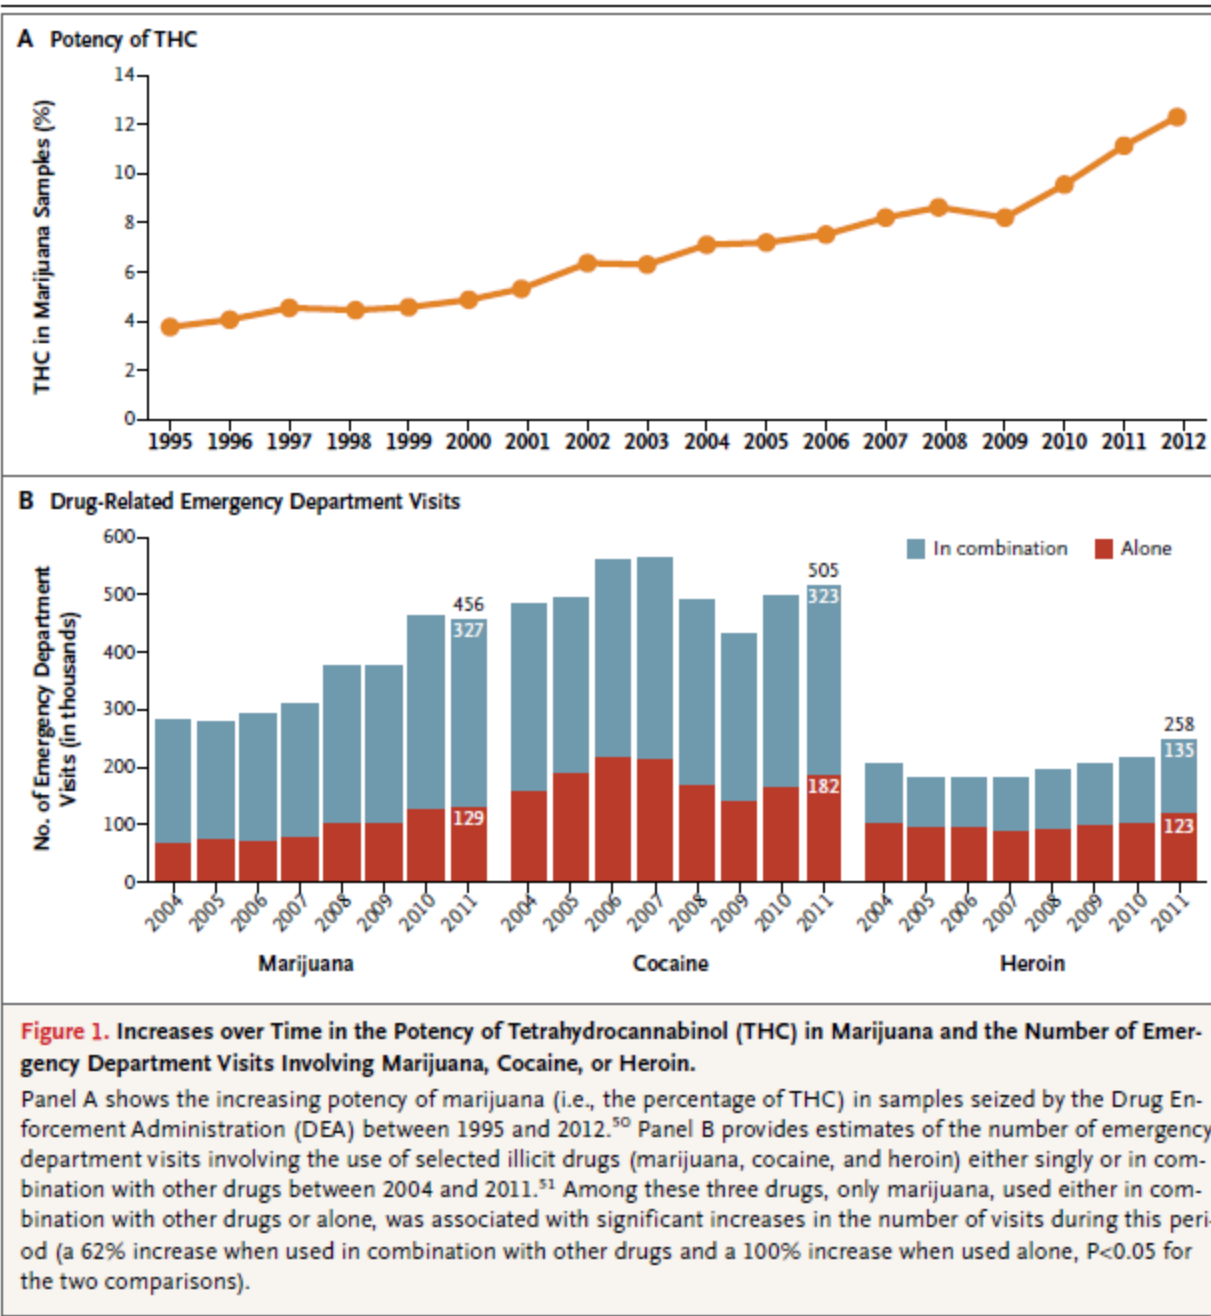 A Potency of THC
THC in Marijuana Samples (%)
14
12
10
8
6
4
2
0
1995 1996 1997 1998 1999 2000 2001 2002 2003 2004 2005 2006 2007 2008 2009 2010 2011 2012
B Drug-Related Emergency Department Visits
No. of Emergency Department
Visits (in thousands)
600
500
400
300
200
100
0
In combination Alone
456
327
129
505
323
182
258
135
123
2004 2005 2006 2007 2008 2009 2010 2011 2004 2005 2006 2007 2008 2009 2010 2011 2004 2005 2006 2007 2008 2009 2010 2011
Marijuana Cocaine Heroin
Figure 1. Increases over Time in the Potency of Tetrahydrocannabinol (THC) in Marijuana and the Number of Emer-
gency Department Visits Involving Marijuana, Cocaine, or Heroin.
Panel A shows the increasing potency of marijuana (i.e., the percentage of THC) in samples seized by the Drug En-
forcement Administration (DEA) between 1995 and 2012.⁵⁰ Panel B provides estimates of the number of emergency
department visits involving the use of selected illicit drugs (marijuana, cocaine, and heroin) either singly or in com-
bination with other drugs between 2004 and 2011.⁵¹ Among these three drugs, only marijuana, used either in com-
bination with other drugs or alone, was associated with significant increases in the number of visits during this peri-
od (a 62% increase when used in combination with other drugs and a 100% increase when used alone, P<0.05 for
the two comparisons).